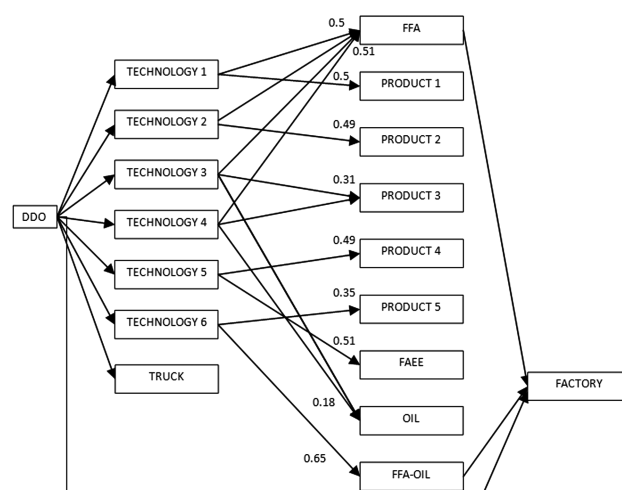 0.5
FFA
0.51
TECHNOLOGY 1
0.5
PRODUCT 1
TECHNOLOGY 2
0.49
PRODUCT 2
TECHNOLOGY 3
0.31
PRODUCT 3
DDO
TECHNOLOGY 4
0.49
PRODUCT 4
TECHNOLOGY 5
0.35
PRODUCT 5
TECHNOLOGY 6
0.51
FAEE
TRUCK
FACTORY
0.18
OIL
0.65
FFA-OIL